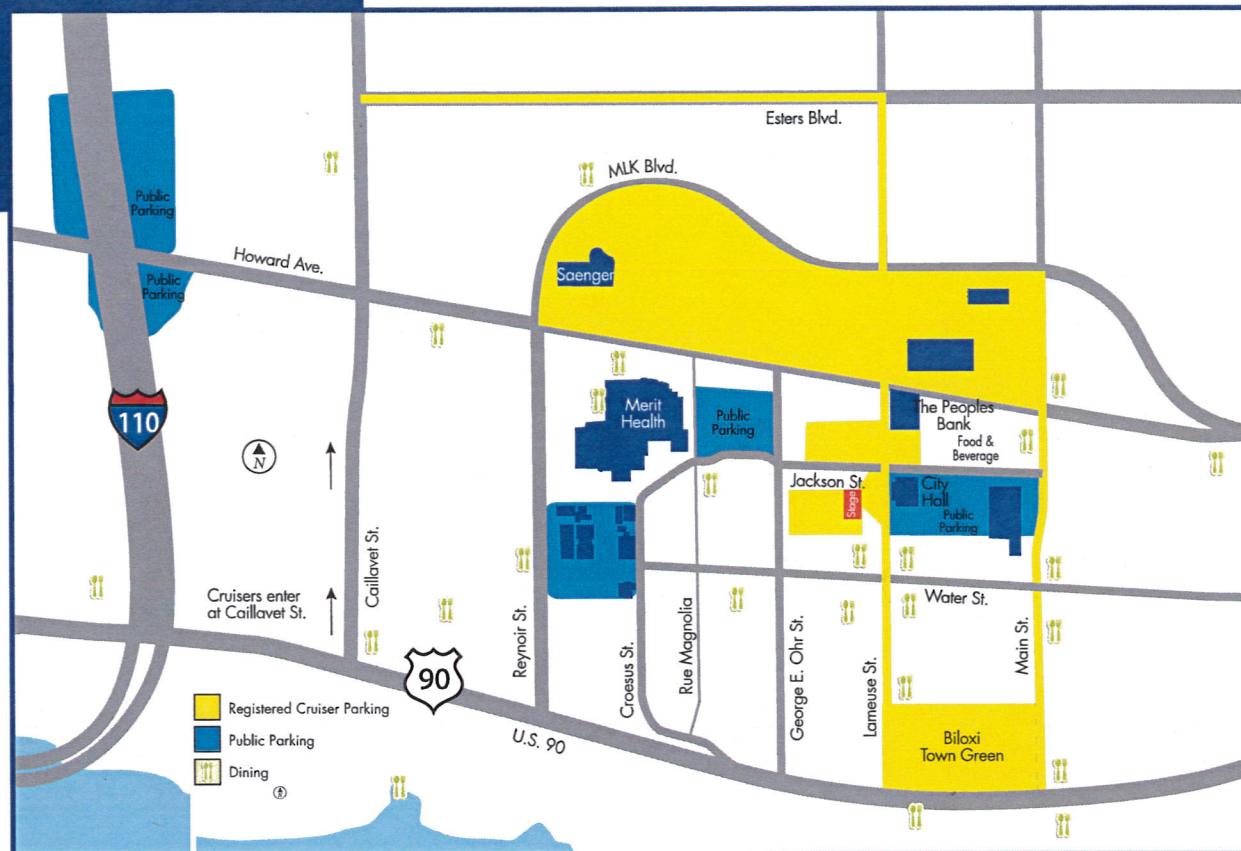 Esters Blvd.
MLK Blvd.
Public
Parking
Howard Ave.
Saenger
Public
Parking
110
Merit
Health
Public
Parking
The Peoples
Bank
Food &
Beverage
N
Jackson St.
Stage
City
Hall
Public
Parking
Caillavet St.
Cruisers enter
at Caillavet St.
Water St.
Reynoir St.
Croesus St.
Rue Magnolia
George E. Ohr St.
Lameuse St.
Main St.
90
U.S. 90
Registered Cruiser Parking
Public Parking
Dining
Biloxi
Town Green